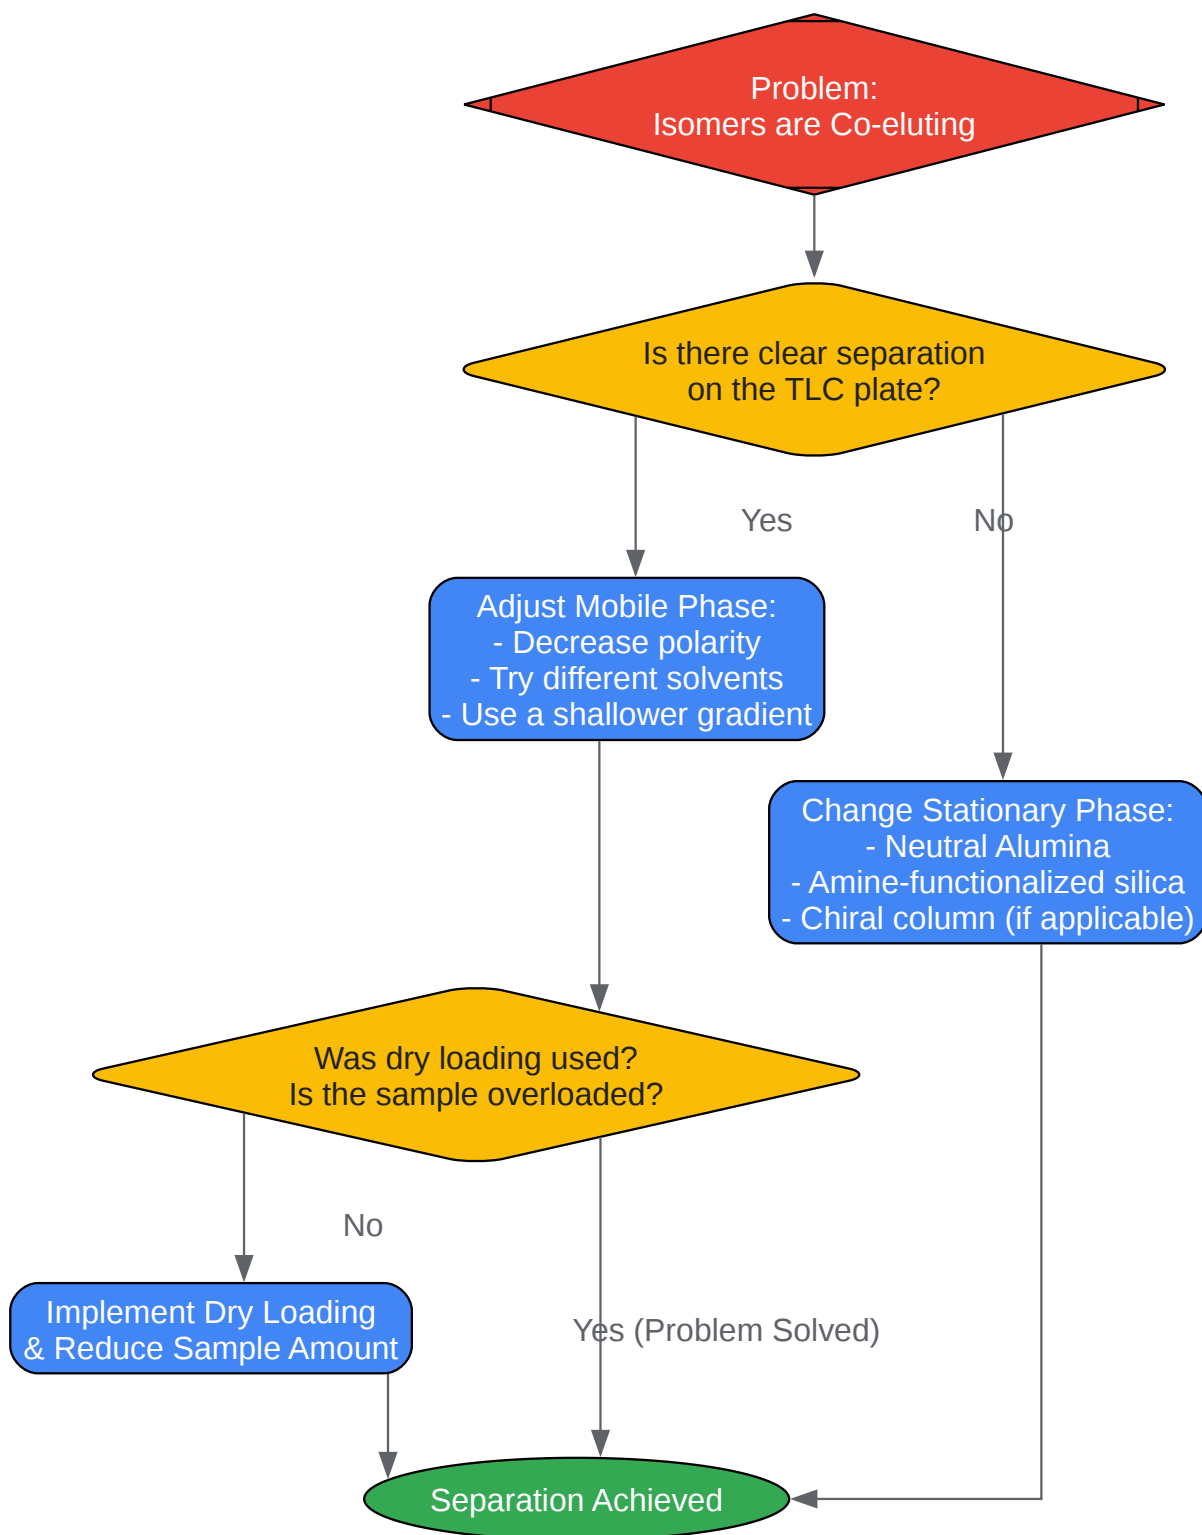 Problem:
Isomers are Co-eluting
Is there clear separation
on the TLC plate?
Yes
No
Adjust Mobile Phase:
- Decrease polarity
- Try different solvents
- Use a shallower gradient
Change Stationary Phase:
- Neutral Alumina
- Amine-functionalized silica
- Chiral column (if applicable)
Was dry loading used?
Is the sample overloaded?
No
Implement Dry Loading
& Reduce Sample Amount
Yes (Problem Solved)
Separation Achieved